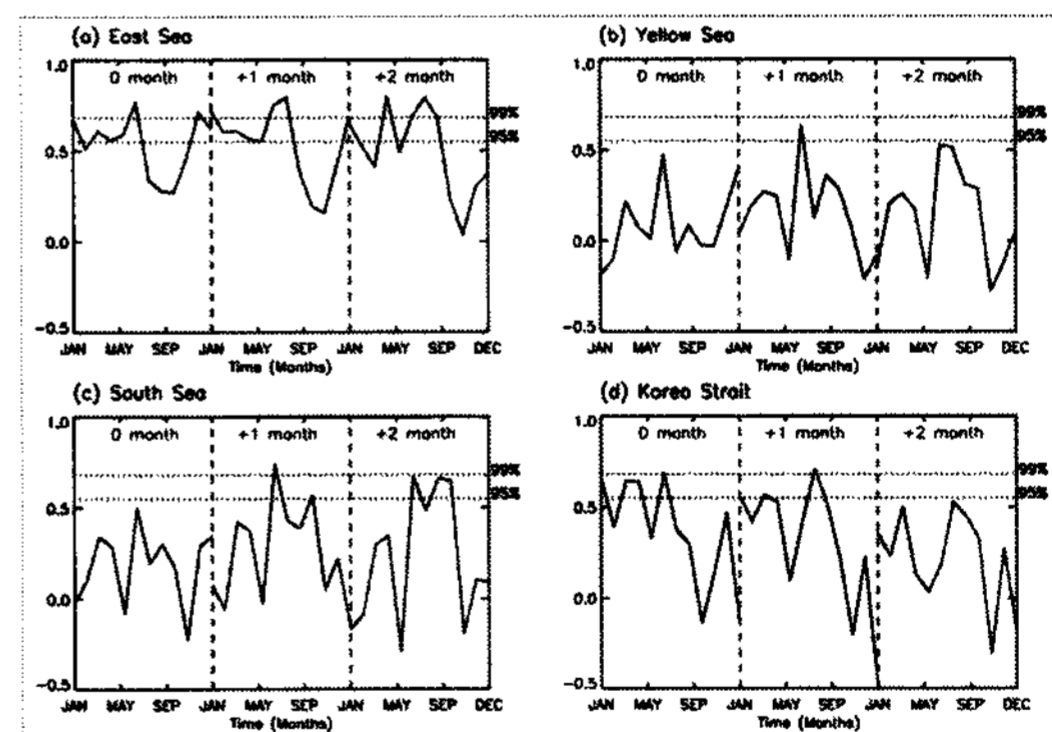 (a) East Sea
1.0
0 month +1 month +2 month
99%
95%
0.5
0.0
-0.5
JAN MAY SEP JAN MAY SEP JAN MAY SEP DEC
Time (Months)
(b) Yellow Sea
1.0
0 month +1 month +2 month
99%
95%
0.5
0.0
-0.5
JAN MAY SEP JAN MAY SEP JAN MAY SEP DEC
Time (Months)
(c) South Sea
1.0
0 month +1 month +2 month
99%
95%
0.5
0.0
-0.5
JAN MAY SEP JAN MAY SEP JAN MAY SEP DEC
Time (Months)
(d) Korea Strait
1.0
0 month +1 month +2 month
99%
95%
0.5
0.0
-0.5
JAN MAY SEP JAN MAY SEP JAN MAY SEP DEC
Time (Months)